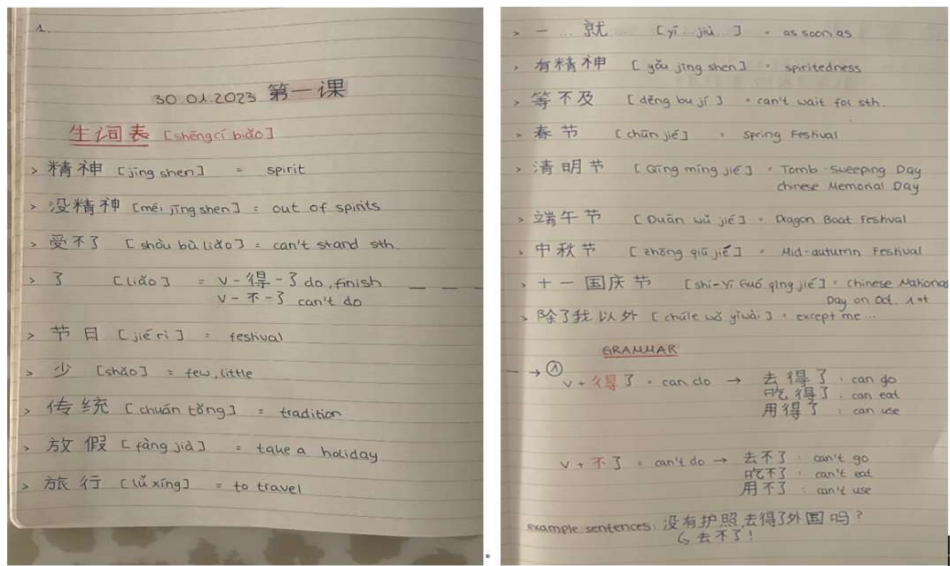 1.
30.01.2023 第一课
生词表 [shēngcí biǎo]
> 精神 [jīng shen] = spirit
> 没精神 [méi jīng shen] = out of spirits
> 受不了 [shòu bù liǎo] = can't stand sth.
> 了 [liǎo] = v-得-了 do, finish
v-不-了 can't do
> 节日 [jié rì] = festival
> 少 [shǎo] = few, little
> 传统 [chuán tǒng] = tradition
> 放假 [fàng jià] = take a holiday
> 旅行 [lǚ xíng] = to travel
> 一 ... 就 ... [yī ... jiù ...] = as soon as
> 有精神 [yǒu jīng shen] = spiritedness
> 等不及 [děng bu jí] = can't wait for sth.
> 春节 [chūn jié] = Spring Festival
> 清明节 [Qīng míng jié] = Tomb-Sweeping Day
Chinese Memorial Day
> 端午节 [Duān wǔ jié] = Dragon Boat Festival
> 中秋节 [zhōng qiū jié] = Mid-autumn Festival
> 十一国庆节 [shí-yī Guó qìng jié] = Chinese National
Day on Oct. 1st
> 除了我以外 [chúle wǒ yǐwài] = except me...
GRAMMAR
→ ① v + 得了 = can do → 去得了 : can go
吃得了 : can eat
用得了 : can use
v + 不了 = can't do → 去不了 : can't go
吃不了 : can't eat
用不了 : can't use
example sentences: 没有护照,去得了外国吗?
↳ 去不了!